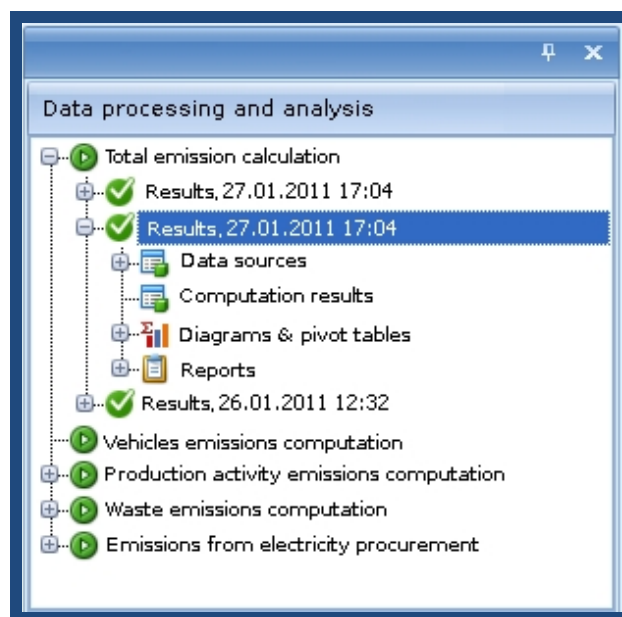 Data processing and analysis
Total emission calculation
Results, 27.01.2011 17:04
Results, 27.01.2011 17:04
Data sources
Computation results
Diagrams & pivot tables
Reports
Results, 26.01.2011 12:32
Vehicles emissions computation
Production activity emissions computation
Waste emissions computation
Emissions from electricity procurement